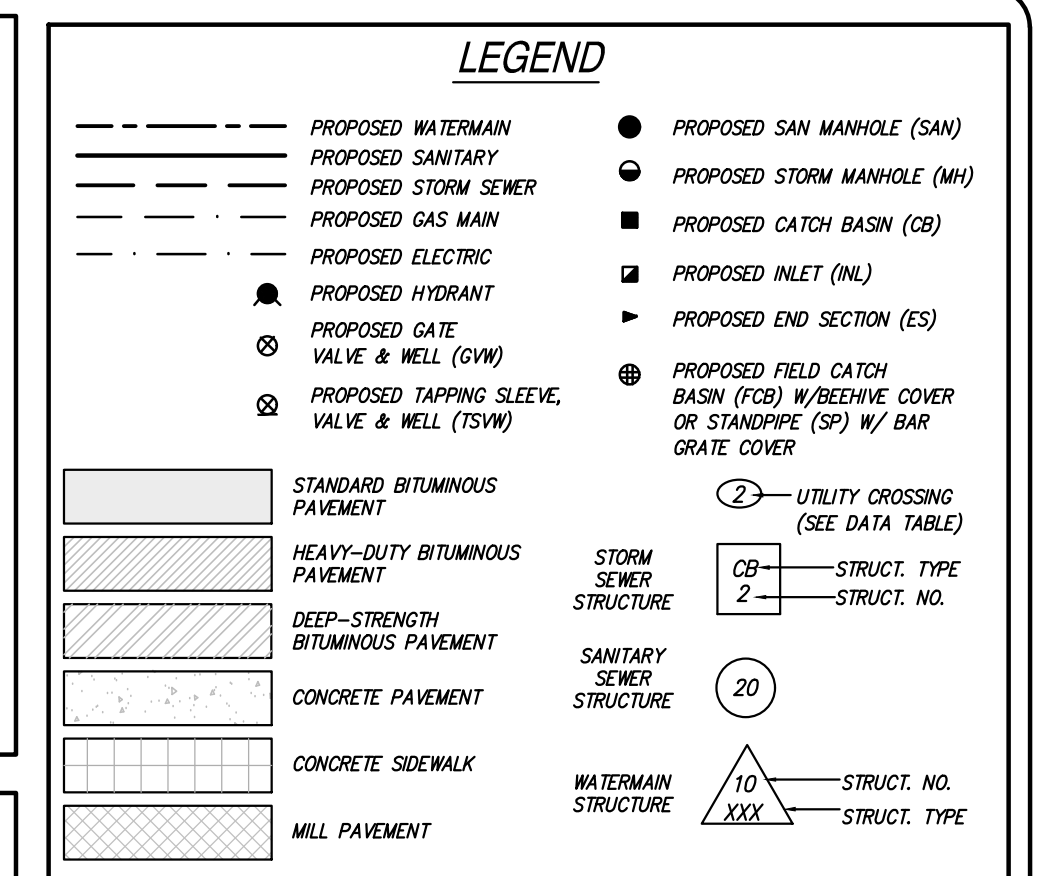 LEGEND
PROPOSED WATERMAIN
PROPOSED SANITARY
PROPOSED STORM SEWER
PROPOSED GAS MAIN
PROPOSED ELECTRIC
PROPOSED HYDRANT
PROPOSED GATE
VALVE & WELL (GVW)
PROPOSED TAPPING SLEEVE,
VALVE & WELL (TSVW)
PROPOSED SAN MANHOLE (SAN)
PROPOSED STORM MANHOLE (MH)
PROPOSED CATCH BASIN (CB)
PROPOSED INLET (INL)
PROPOSED END SECTION (ES)
PROPOSED FIELD CATCH
BASIN (FCB) W/BEEHIVE COVER
OR STANDPIPE (SP) W/ BAR
GRATE COVER
STANDARD BITUMINOUS
PAVEMENT
HEAVY-DUTY BITUMINOUS
PAVEMENT
DEEP-STRENGTH
BITUMINOUS PAVEMENT
CONCRETE PAVEMENT
CONCRETE SIDEWALK
MILL PAVEMENT
2 UTILITY CROSSING
(SEE DATA TABLE)
STORM
SEWER
STRUCTURE
CB STRUCT. TYPE
2 STRUCT. NO.
SANITARY
SEWER
STRUCTURE
20
WATERMAIN
STRUCTURE
10 STRUCT. NO.
XXX STRUCT. TYPE